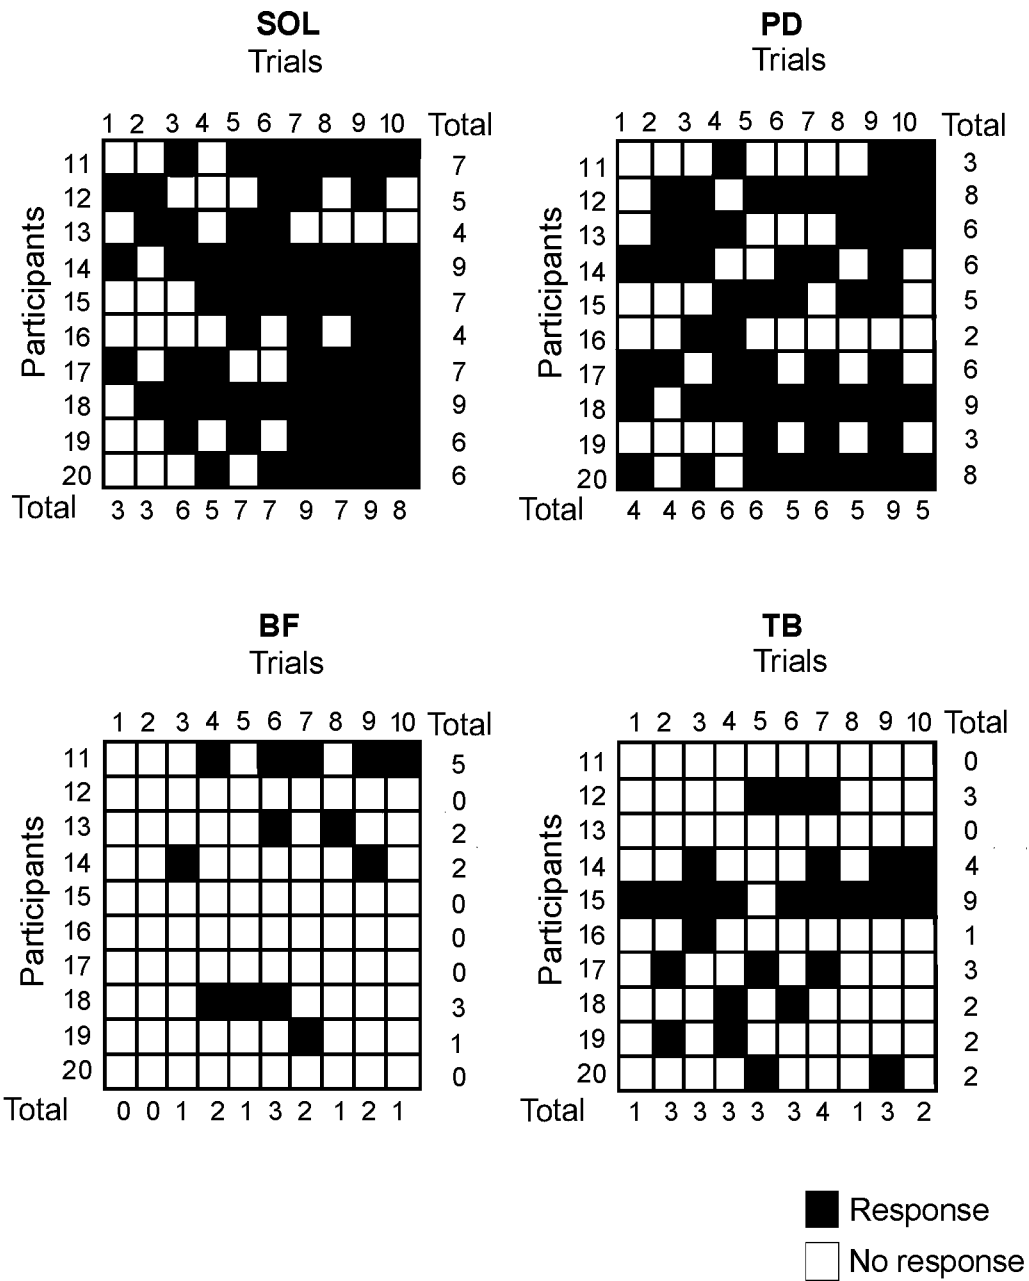 SOL
Trials
1 2 3 4 5 6 7 8 9 10 Total
Participants
11 7
12 5
13 4
14 9
15 7
16 4
17 7
18 9
19 6
20 6
Total 3 3 6 5 7 7 9 7 9 8
PD
Trials
1 2 3 4 5 6 7 8 9 10 Total
Participants
11 3
12 8
13 6
14 6
15 5
16 2
17 6
18 9
19 3
20 8
Total 4 4 6 6 6 5 6 5 9 5
BF
Trials
1 2 3 4 5 6 7 8 9 10 Total
Participants
11 5
12 0
13 2
14 2
15 0
16 0
17 0
18 3
19 1
20 0
Total 0 0 1 2 1 3 2 1 2 1
TB
Trials
1 2 3 4 5 6 7 8 9 10 Total
Participants
11 0
12 3
13 0
14 4
15 9
16 1
17 3
18 2
19 2
20 2
Total 1 3 3 3 3 3 4 1 3 2
Response
No response